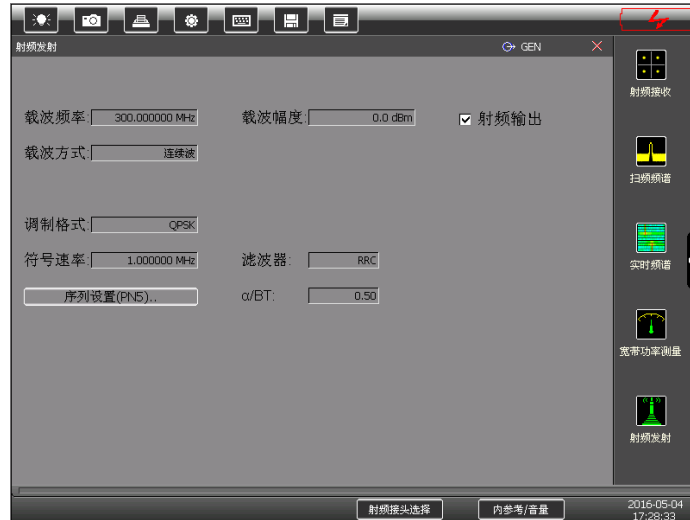 射频发射
GEN
载波频率: 300.000000 MHz
载波幅度: 0.0 dBm
射频输出
载波方式: 连续波
调制格式: QPSK
符号速率: 1.000000 MHz
滤波器: RRC
序列设置(PN5)..
α/BT: 0.50
射频接收
扫频频谱
实时频谱
宽带功率测量
射频发射
射频接头选择
内参考/音量
2016-05-04
17:28:33